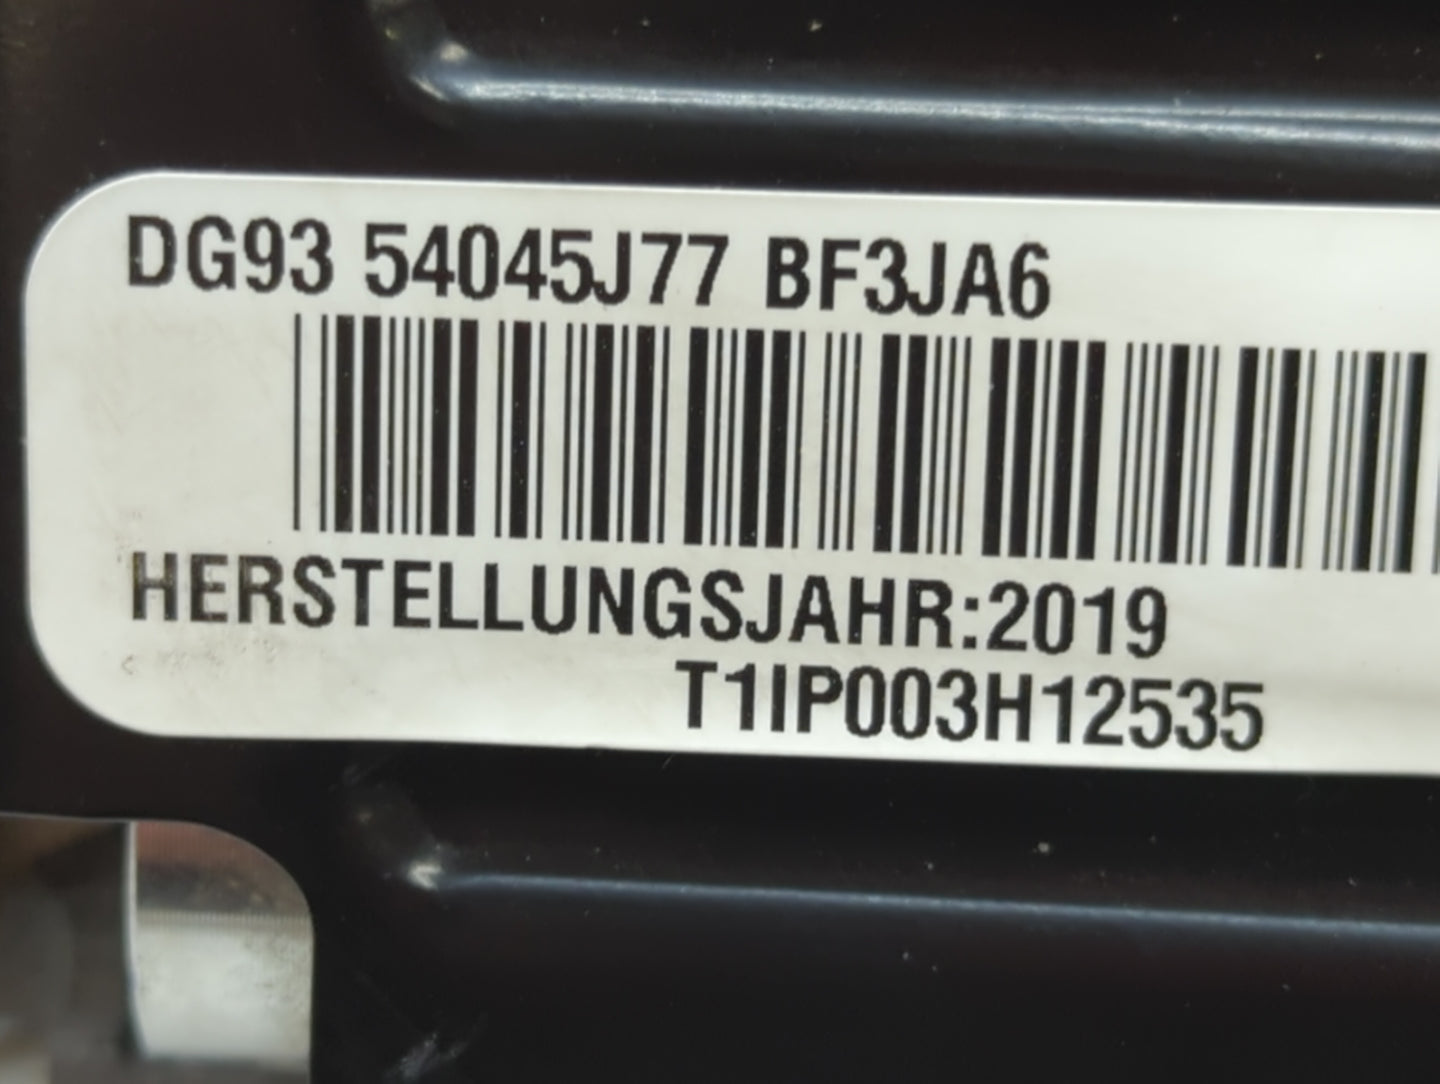 DG93 54045J77 BF3JA6
HERSTELLUNGSJAHR:2019
T1IP003H12535